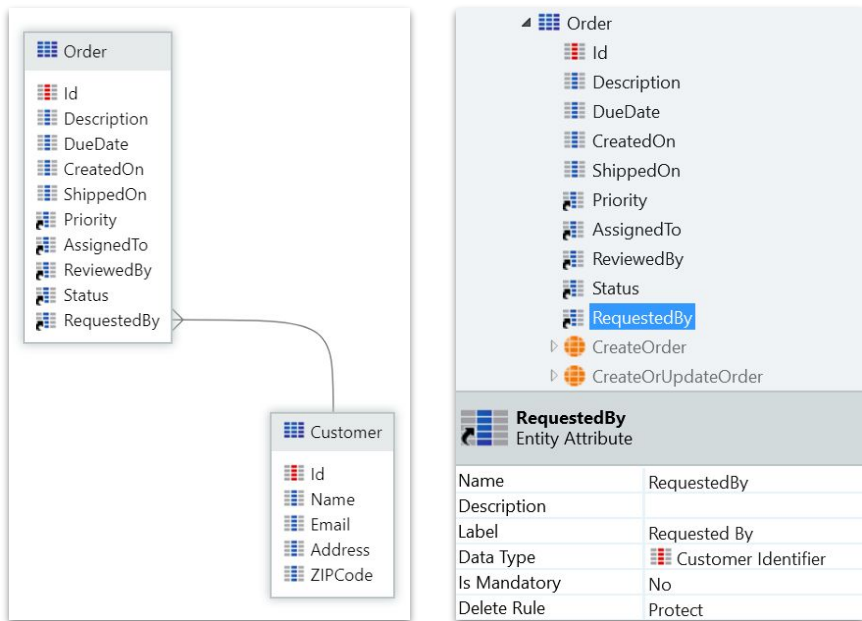 Order
Id
Description
DueDate
CreatedOn
ShippedOn
Priority
AssignedTo
ReviewedBy
Status
RequestedBy
Customer
Id
Name
Email
Address
ZIPCode
Order
Id
Description
DueDate
CreatedOn
ShippedOn
Priority
AssignedTo
ReviewedBy
Status
RequestedBy
CreateOrder
CreateOrUpdateOrder
RequestedBy
Entity Attribute
Name RequestedBy
Description
Label Requested By
Data Type Customer Identifier
Is Mandatory No
Delete Rule Protect